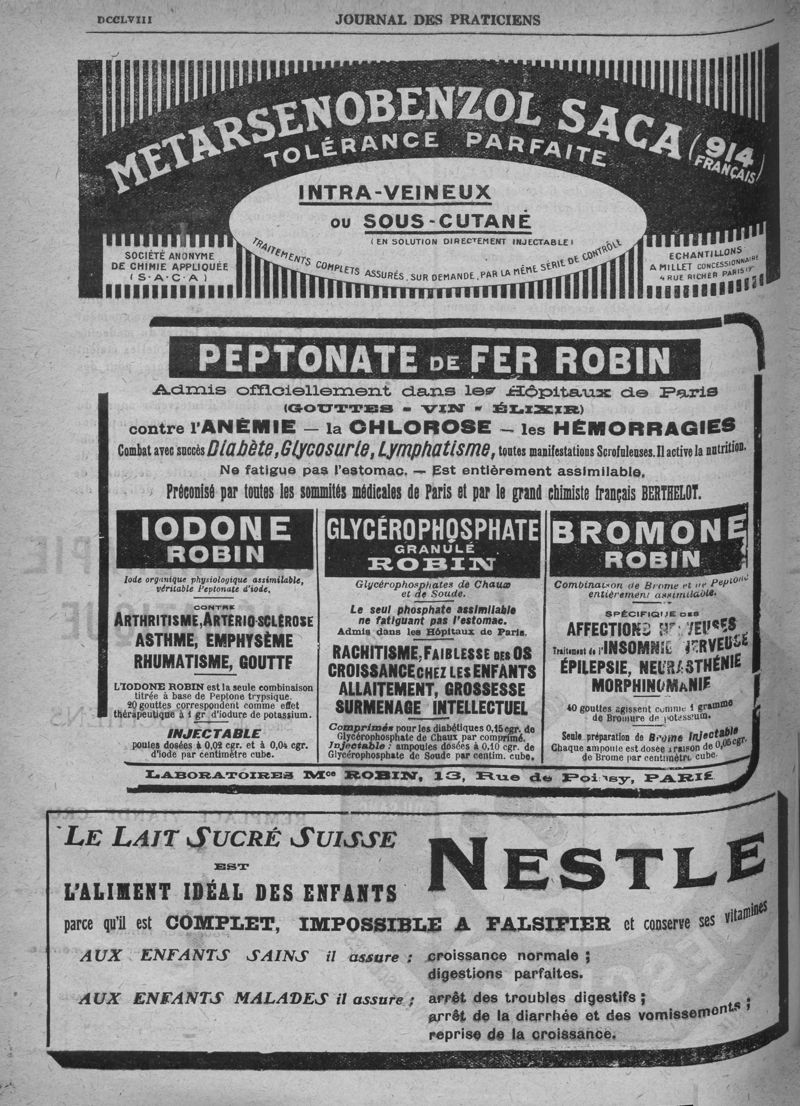 DCCLVIII
JOURNAL DES PRATICIENS
METARSENOBENZOL SACA (914 FRANÇAIS)
TOLÉRANCE PARFAITE
INTRA-VEINEUX
OU SOUS-CUTANÉ
(EN SOLUTION DIRECTEMENT INJECTABLE)
TRAITEMENTS COMPLETS ASSURÉS, SUR DEMANDE, PAR LA MÊME SÉRIE DE CONTRÔLE
SOCIÉTÉ ANONYME
DE CHIMIE APPLIQUÉE
(S·A·C·A)
ECHANTILLONS
A MILLET CONCESSIONNAIRE
4 RUE RICHER PARIS
PEPTONATE DE FER ROBIN
Admis officiellement dans les Hôpitaux de Paris
(GOUTTES - VIN - ÉLIXIR)
contre l'ANÉMIE — la CHLOROSE — les HÉMORRAGIES
Combat avec succès Diabète, Glycosurie, Lymphatisme, toutes manifestations Scrofuleuses. Il active la nutrition.
Ne fatigue pas l'estomac. — Est entièrement assimilable.
Préconisé par toutes les sommités médicales de Paris et par le grand chimiste français BERTHELOT.
IODONE
ROBIN
Iode organique physiologique assimilable,
véritable Peptonate d'iode,
CONTRE
ARTHRITISME, ARTÉRIO-SCLÉROSE
ASTHME, EMPHYSÈME
RHUMATISME, GOUTTE
L'IODONE ROBIN est la seule combinaison
titrée à base de Peptone trypsique.
20 gouttes correspondent comme effet
thérapeutique à 1 gr d'iodure de potassium.
INJECTABLE
poules dosées à 0,02 cgr. et à 0,04 cgr.
d'iode par centimètre cube.
GLYCÉROPHOSPHATE
GRANULÉ
ROBIN
Glycérophosphates de Chaux
et de Soude.
Le seul phosphate assimilable
ne fatiguant pas l'estomac.
Admis dans les Hôpitaux de Paris.
RACHITISME, FAIBLESSE DES OS
CROISSANCE CHEZ LES ENFANTS
ALLAITEMENT, GROSSESSE
SURMENAGE INTELLECTUEL
Comprimés pour les diabétiques 0,15 cgr. de
Glycérophosphate de Chaux par comprimé.
Injectable : ampoules dosées à 0.10 cgr. de
Glycérophosphate de Soude par centim. cube.
BROMONE
ROBIN
Combinaison de Brome et de Peptone
entièrement assimilable.
SPÉCIFIQUE DES
AFFECTIONS NERVEUSES
Traitement de l'INSOMNIE NERVEUSE
ÉPILEPSIE, NEURASTHÉNIE
MORPHINOMANIE
40 gouttes agissent comme 1 gramme
de Bromure de potassium.
Seule préparation de Brome Injectable
Chaque ampoule est dosée à raison de 0,05 cgr.
de Brome par centimètre cube.
LABORATOIRES Mce ROBIN, 13, Rue de Poissy, PARIS
LE LAIT SUCRÉ SUISSE
EST
NESTLE
L'ALIMENT IDÉAL DES ENFANTS
parce qu'il est COMPLET, IMPOSSIBLE A FALSIFIER et conserve ses vitamines
AUX ENFANTS SAINS il assure : croissance normale ;
digestions parfaites.
AUX ENFANTS MALADES il assure : arrêt des troubles digestifs ;
arrêt de la diarrhée et des vomissements ;
reprise de la croissance.